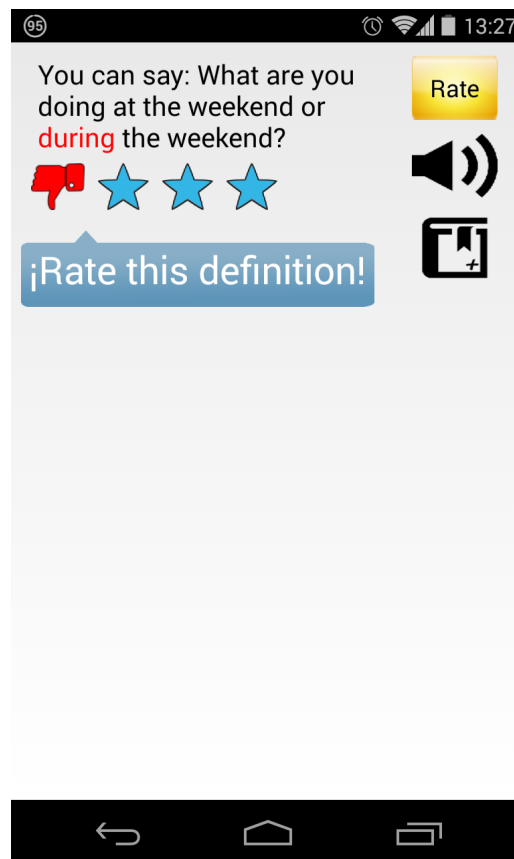 95
13:27
You can say: What are you
doing at the weekend or
during the weekend?
Rate
¡Rate this definition!